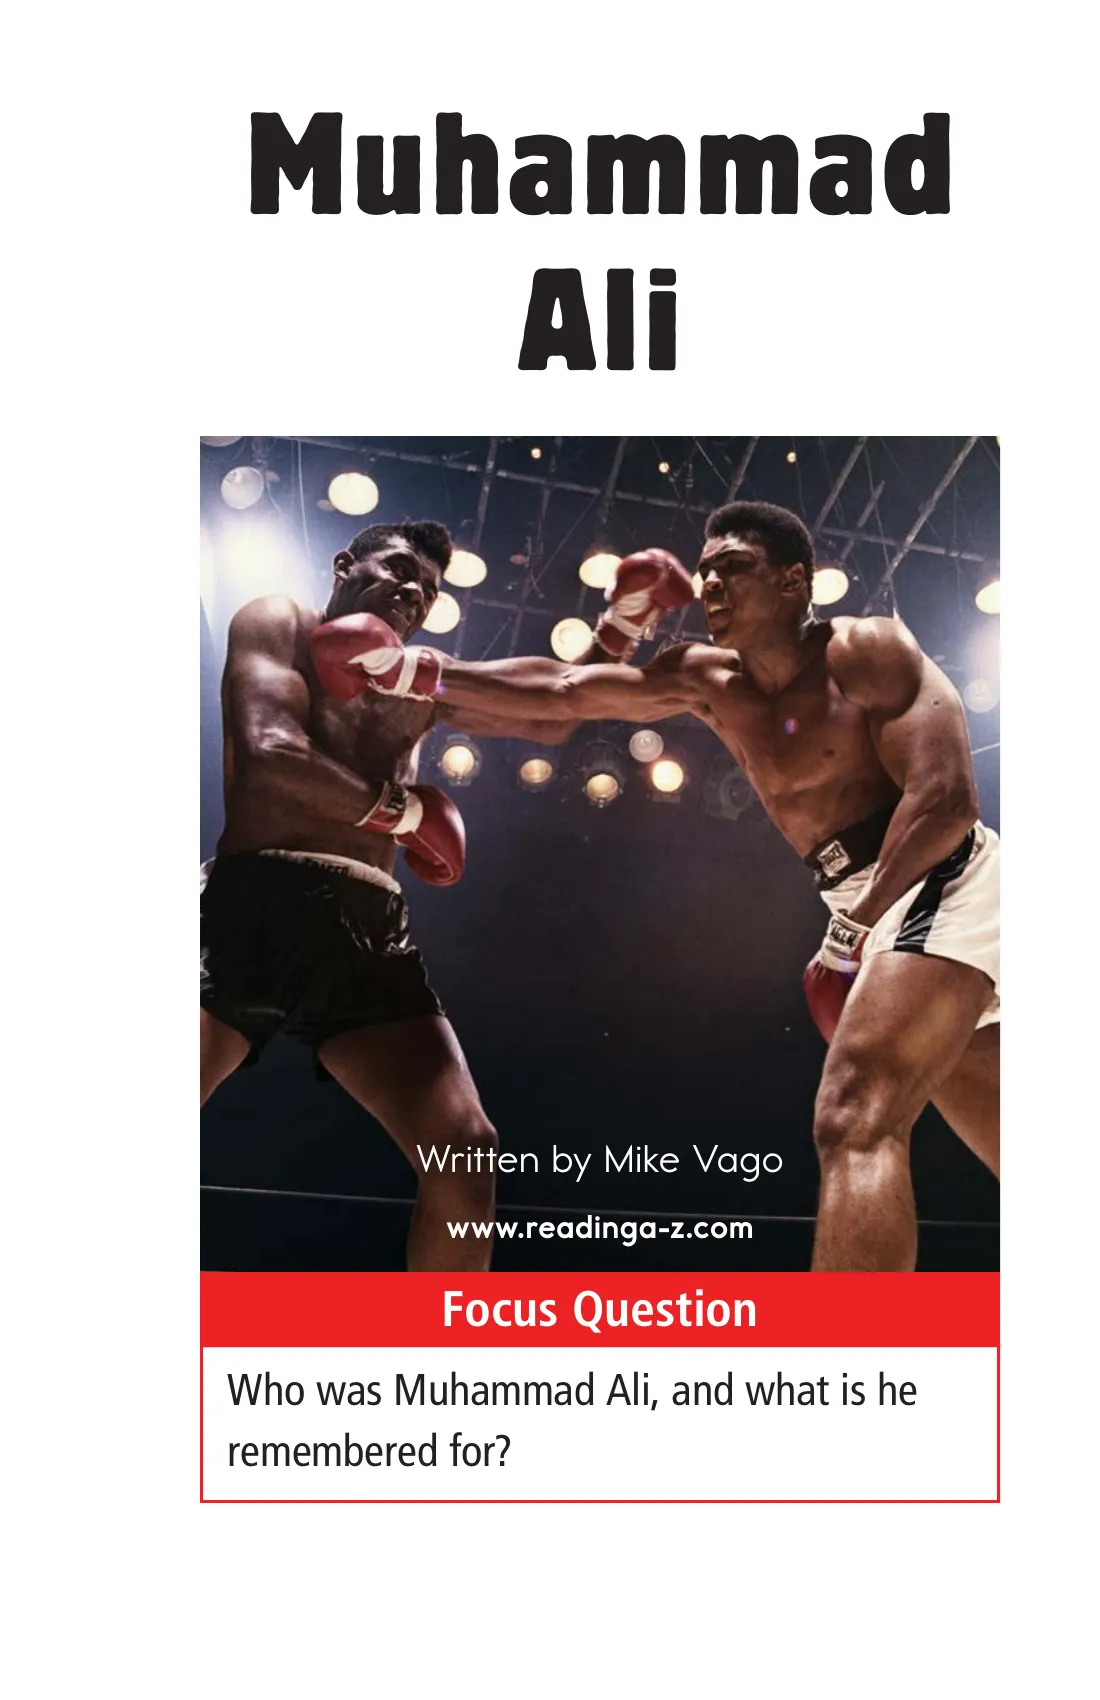 Muhammad
Ali
Written by Mike Vago
www.readinga-z.com
Focus Question
Who was Muhammad Ali, and what is he
remembered for?